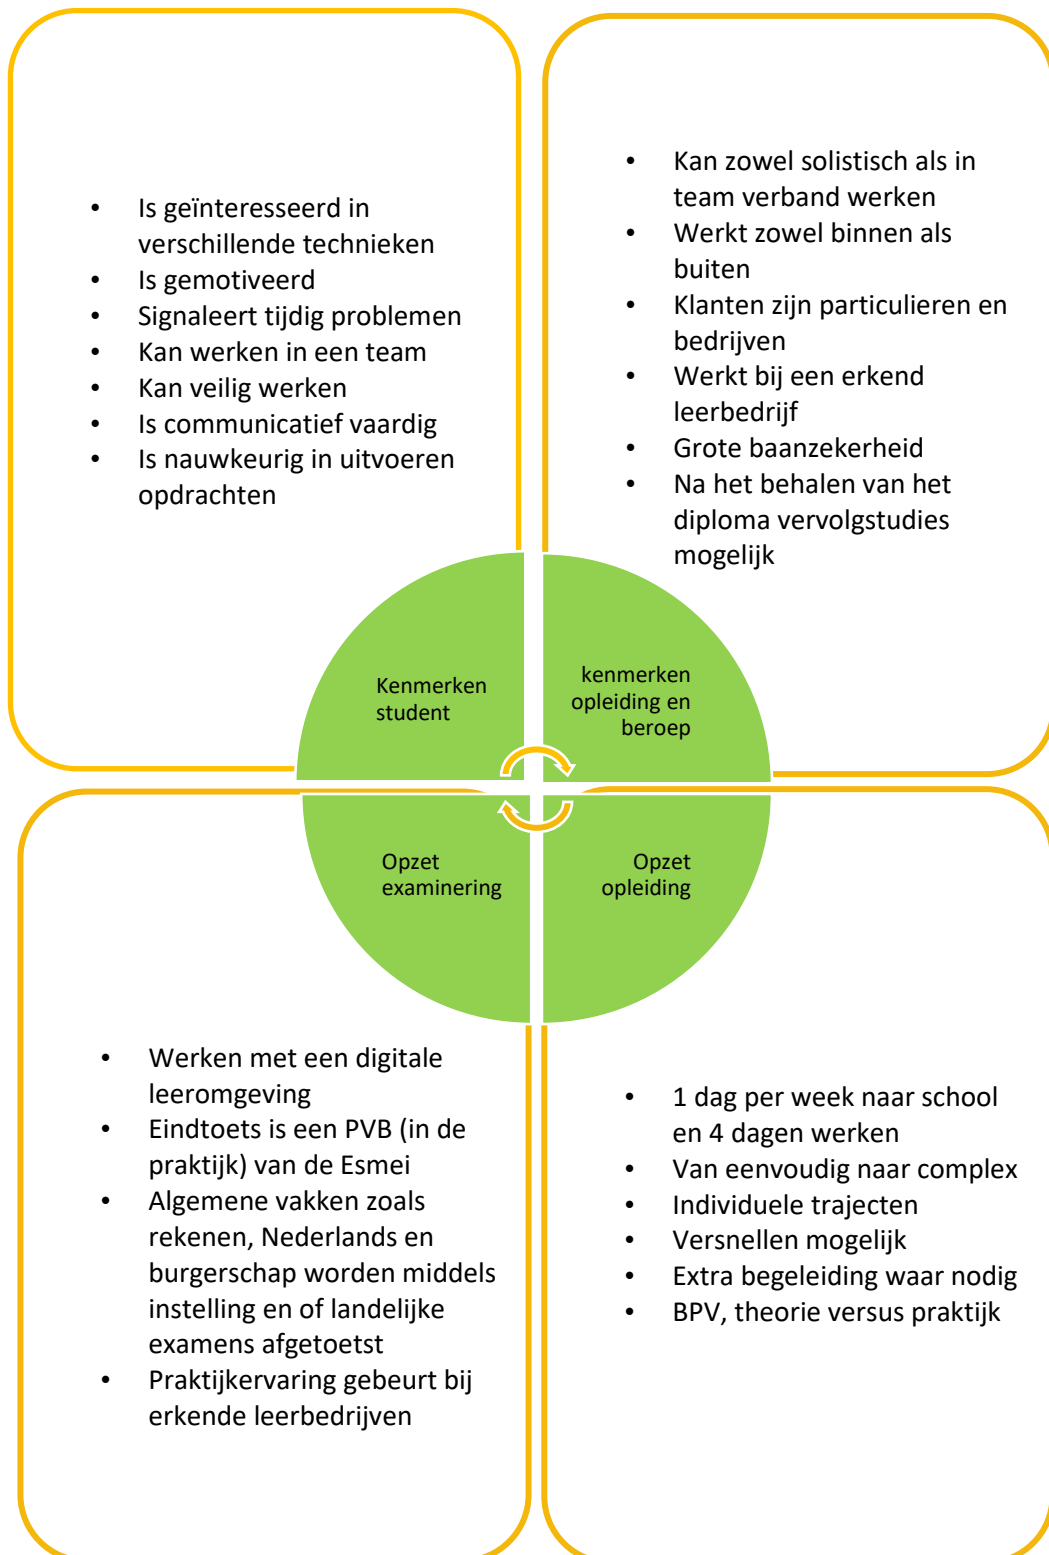 • Is geïnteresseerd in
verschillende technieken
• Is gemotiveerd
• Signaleert tijdig problemen
• Kan werken in een team
• Kan veilig werken
• Is communicatief vaardig
• Is nauwkeurig in uitvoeren
opdrachten
• Kan zowel solistisch als in
team verband werken
• Werkt zowel binnen als
buiten
• Klanten zijn particulieren en
bedrijven
• Werkt bij een erkend
leerbedrijf
• Grote baanzekerheid
• Na het behalen van het
diploma vervolgstudies
mogelijk
Kenmerken
student
kenmerken
opleiding en
beroep
Opzet
examinering
Opzet
opleiding
• Werken met een digitale
leeromgeving
• Eindtoets is een PVB (in de
praktijk) van de Esmei
• Algemene vakken zoals
rekenen, Nederlands en
burgerschap worden middels
instelling en of landelijke
examens afgetoetst
• Praktijkervaring gebeurt bij
erkende leerbedrijven
• 1 dag per week naar school
en 4 dagen werken
• Van eenvoudig naar complex
• Individuele trajecten
• Versnellen mogelijk
• Extra begeleiding waar nodig
• BPV, theorie versus praktijk